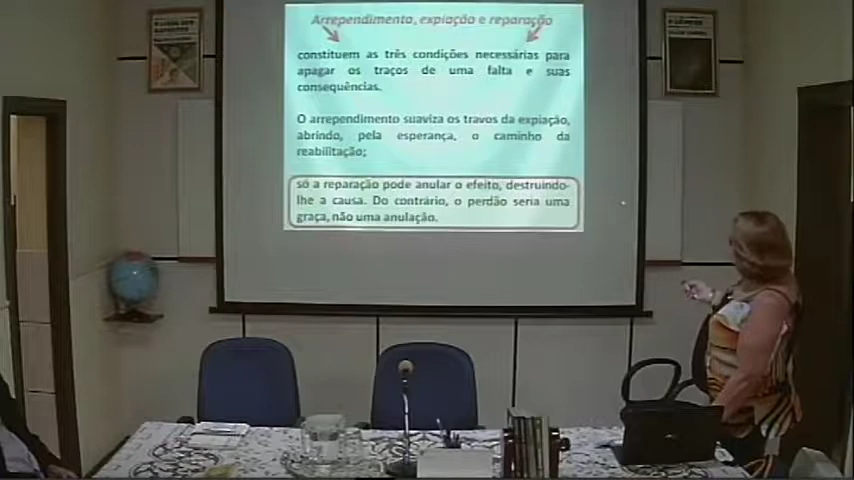 Arrependimento, expiação e reparação
constituem as três condições necessárias para
apagar os traços de uma falta e suas
consequências.
O arrependimento suaviza os travos da expiação,
abrindo, pela esperança, o caminho da
reabilitação;
só a reparação pode anular o efeito, destruindo-
lhe a causa. Do contrário, o perdão seria uma
graça, não uma anulação.